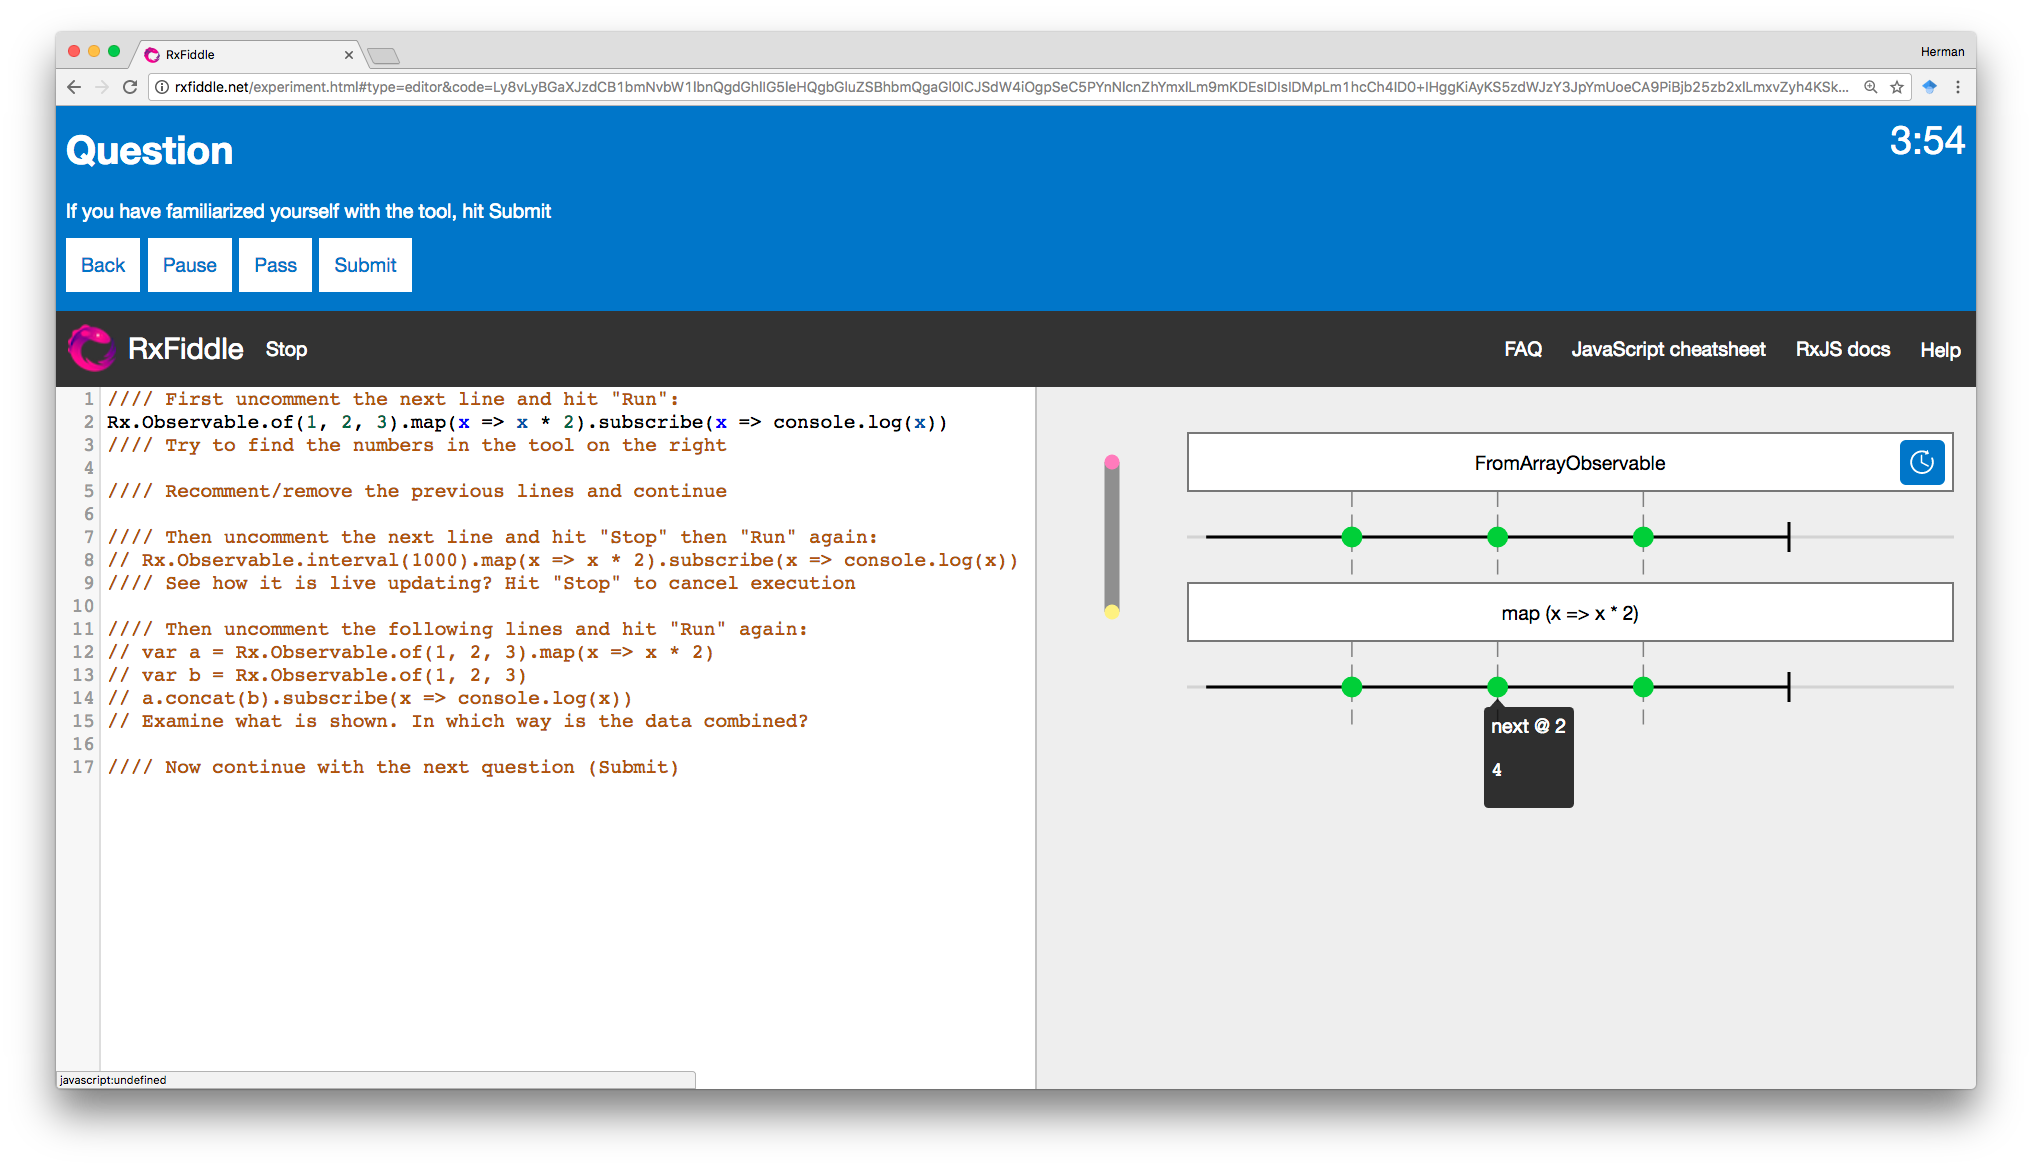 RxFiddle
Herman
rxfiddle.net/experiment.html#type=editor&code=Ly8vLyBGaXJzdCB1bmNvbW1lbnQgdGhlIG5leHQgbGluZSBhbmQgaGl0ICJSdW4iOgpSeC5PYnNlcnZhYmxlLm9mKDEsIDIsIDMpLm1hcCh4ID0+IHggKiAyKS5zdWJzY3JpYmUoeCA9PiBjb25zb2xlLmxvZyh4KSk...
Question
3:54
If you have familiarized yourself with the tool, hit Submit
Back Pause Pass Submit
RxFiddle Stop FAQ JavaScript cheatsheet RxJS docs Help
1 //// First uncomment the next line and hit "Run":
2 Rx.Observable.of(1, 2, 3).map(x => x * 2).subscribe(x => console.log(x))
3 //// Try to find the numbers in the tool on the right
4
5 //// Recomment/remove the previous lines and continue
6
7 //// Then uncomment the next line and hit "Stop" then "Run" again:
8 // Rx.Observable.interval(1000).map(x => x * 2).subscribe(x => console.log(x))
9 //// See how it is live updating? Hit "Stop" to cancel execution
10
11 //// Then uncomment the following lines and hit "Run" again:
12 // var a = Rx.Observable.of(1, 2, 3).map(x => x * 2)
13 // var b = Rx.Observable.of(1, 2, 3)
14 // a.concat(b).subscribe(x => console.log(x))
15 // Examine what is shown. In which way is the data combined?
16
17 //// Now continue with the next question (Submit)
FromArrayObservable
map (x => x * 2)
next @ 2
4
javascript:undefined